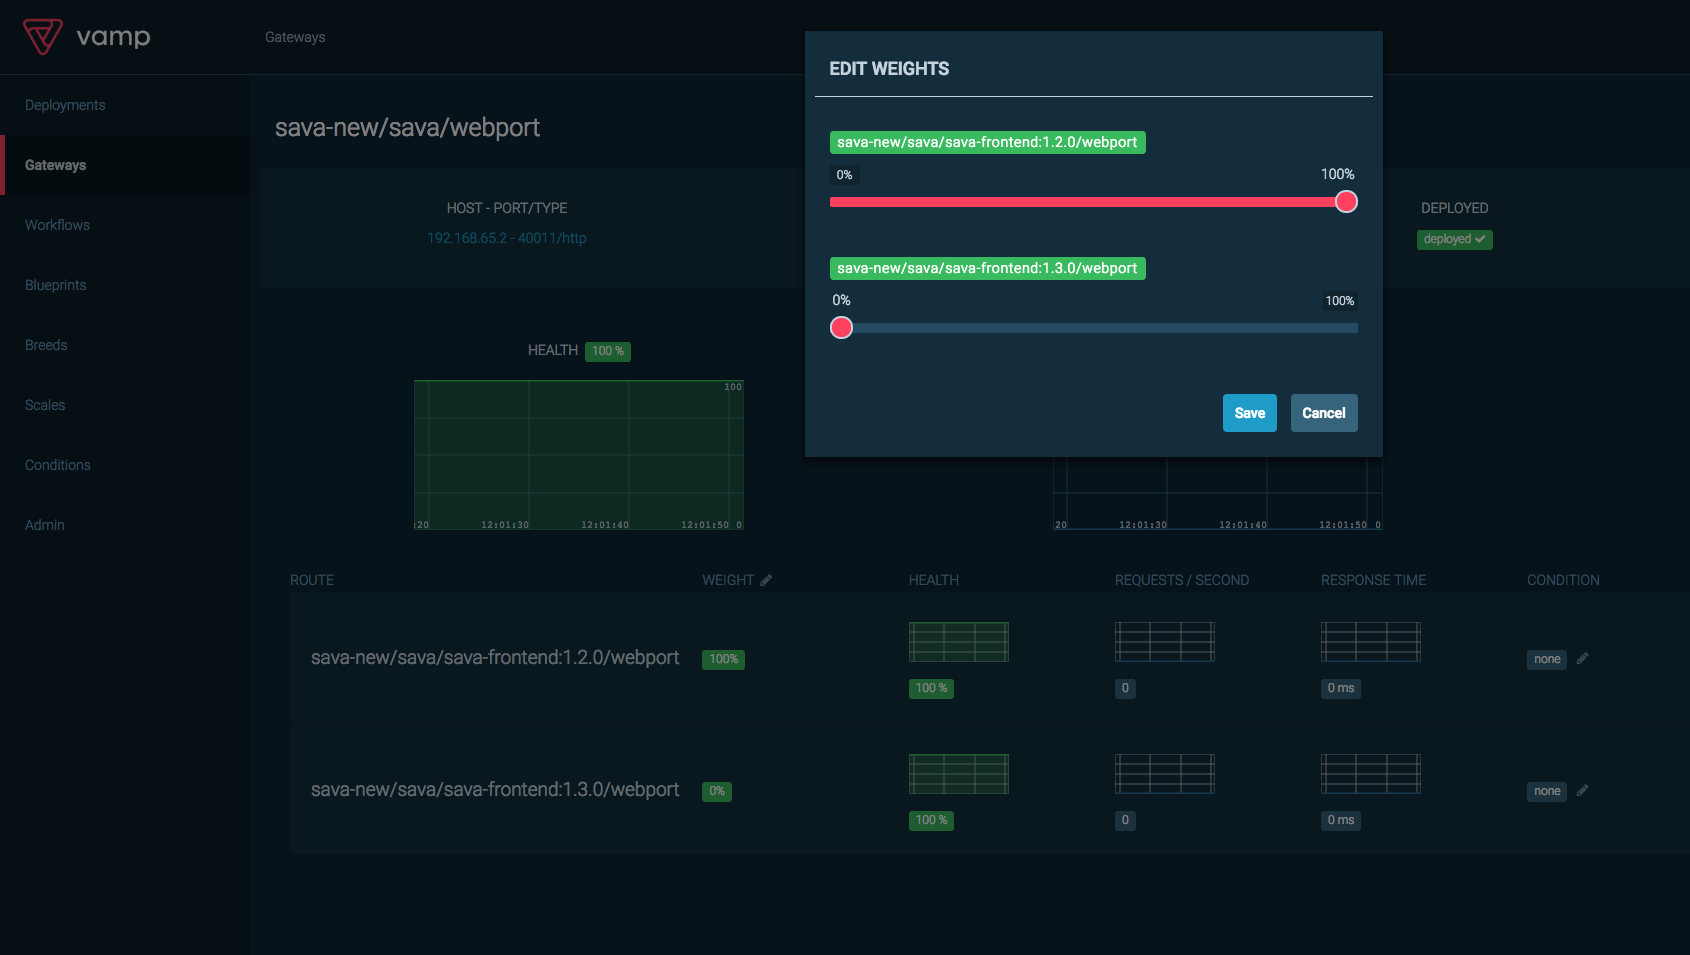 vamp
Gateways
Deployments
Gateways
Workflows
Blueprints
Breeds
Scales
Conditions
Admin
sava-new/sava/webport
HOST - PORT/TYPE
192.168.65.2 - 40011/http
DEPLOYED
deployed
EDIT WEIGHTS
sava-new/sava/sava-frontend:1.2.0/webport
0% 100%
sava-new/sava/sava-frontend:1.3.0/webport
0% 100%
Save Cancel
HEALTH 100 %
100
20 12:01:30 12:01:40 12:01:50 0
20 12:01:30 12:01:40 12:01:50 0
ROUTE WEIGHT HEALTH REQUESTS / SECOND RESPONSE TIME CONDITION
sava-new/sava/sava-frontend:1.2.0/webport 100% 100 % 0 0 ms none
sava-new/sava/sava-frontend:1.3.0/webport 0% 100 % 0 0 ms none